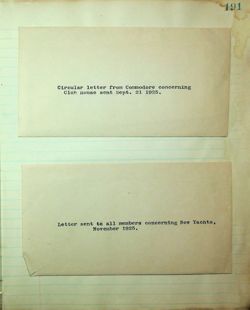 191
Circular letter from Commodore concerning
Club House sent Sept. 21 1925.
Letter sent to all members concerning New Yachts,
November 1925.